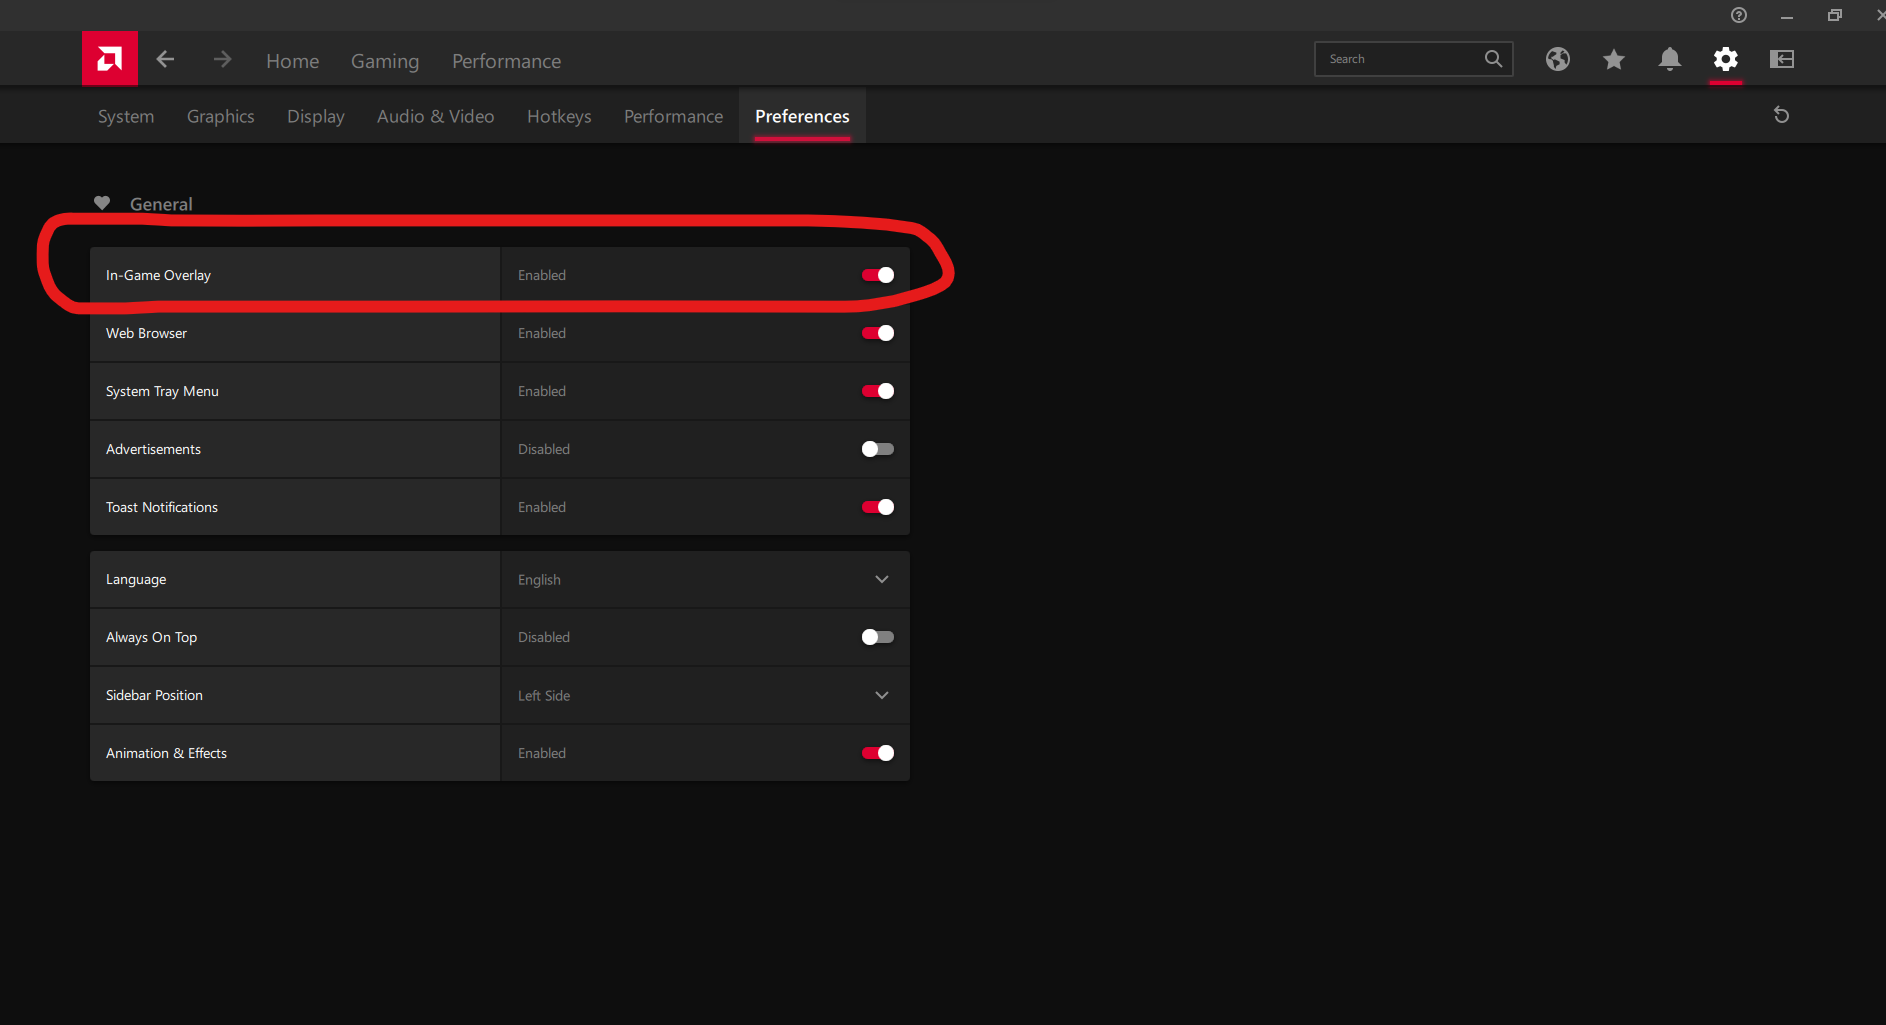 Home Gaming Performance Search
System Graphics Display Audio & Video Hotkeys Performance Preferences
General
In-Game Overlay Enabled
Web Browser Enabled
System Tray Menu Enabled
Advertisements Disabled
Toast Notifications Enabled
Language English
Always On Top Disabled
Sidebar Position Left Side
Animation & Effects Enabled